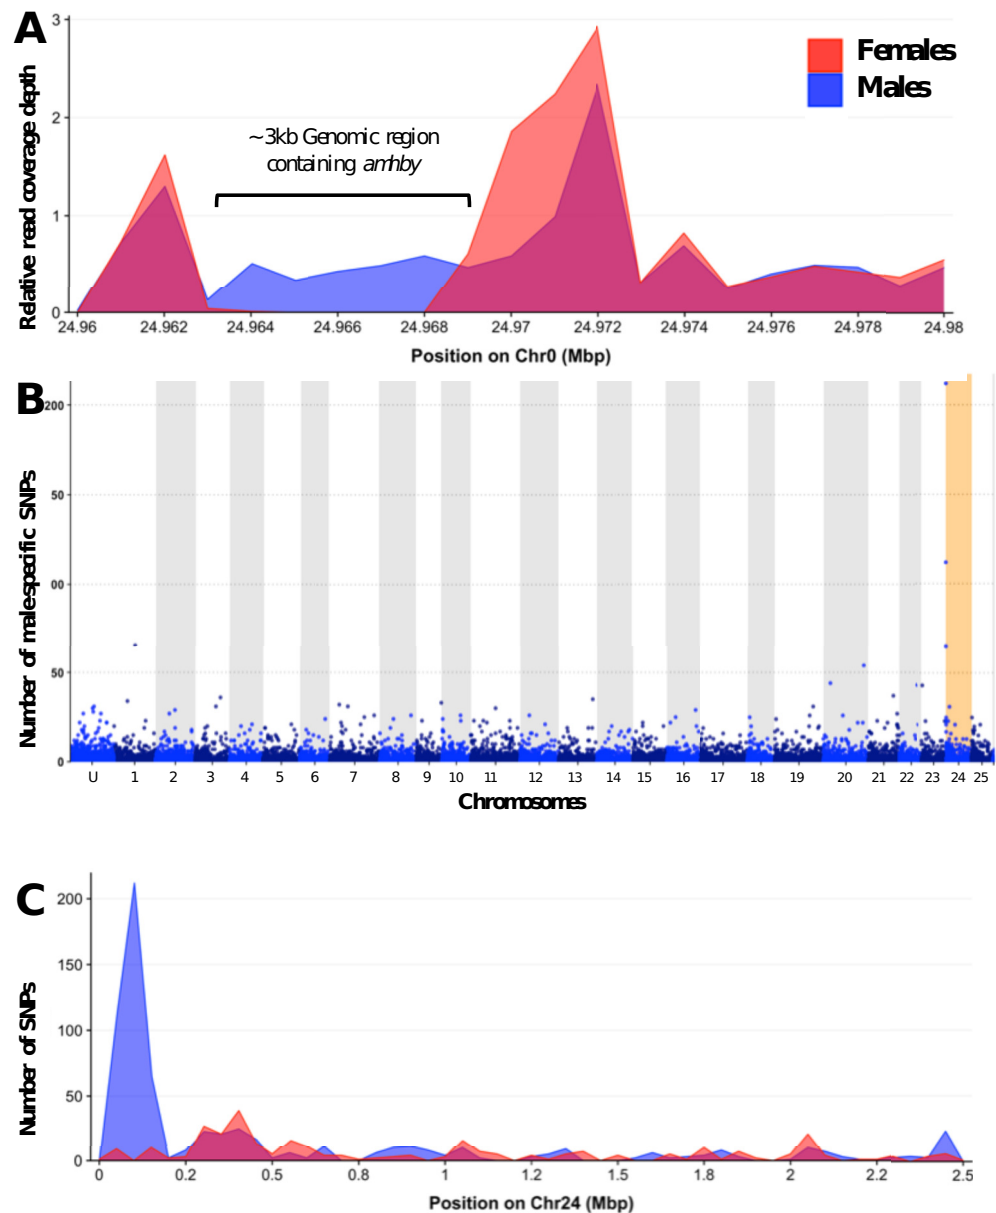 A
Relative read coverage depth
3
2
1
0
~3kb Genomic region
containing amhby
Females
Males
24.96 24.962 24.964 24.966 24.968 24.97 24.972 24.974 24.976 24.978 24.98
Position on Chr0 (Mbp)
B
Number of malespecific SNPs
200
50
00
50
0
U 1 2 3 4 5 6 7 8 9 10 11 12 13 14 15 16 17 18 19 20 21 22 23 24 25
Chromosomes
C
Number of SNPs
200
150
100
50
0
0 0.2 0.5 0.8 1 1.2 1.5 1.8 2 2.2 2.5
Position on Chr24 (Mbp)